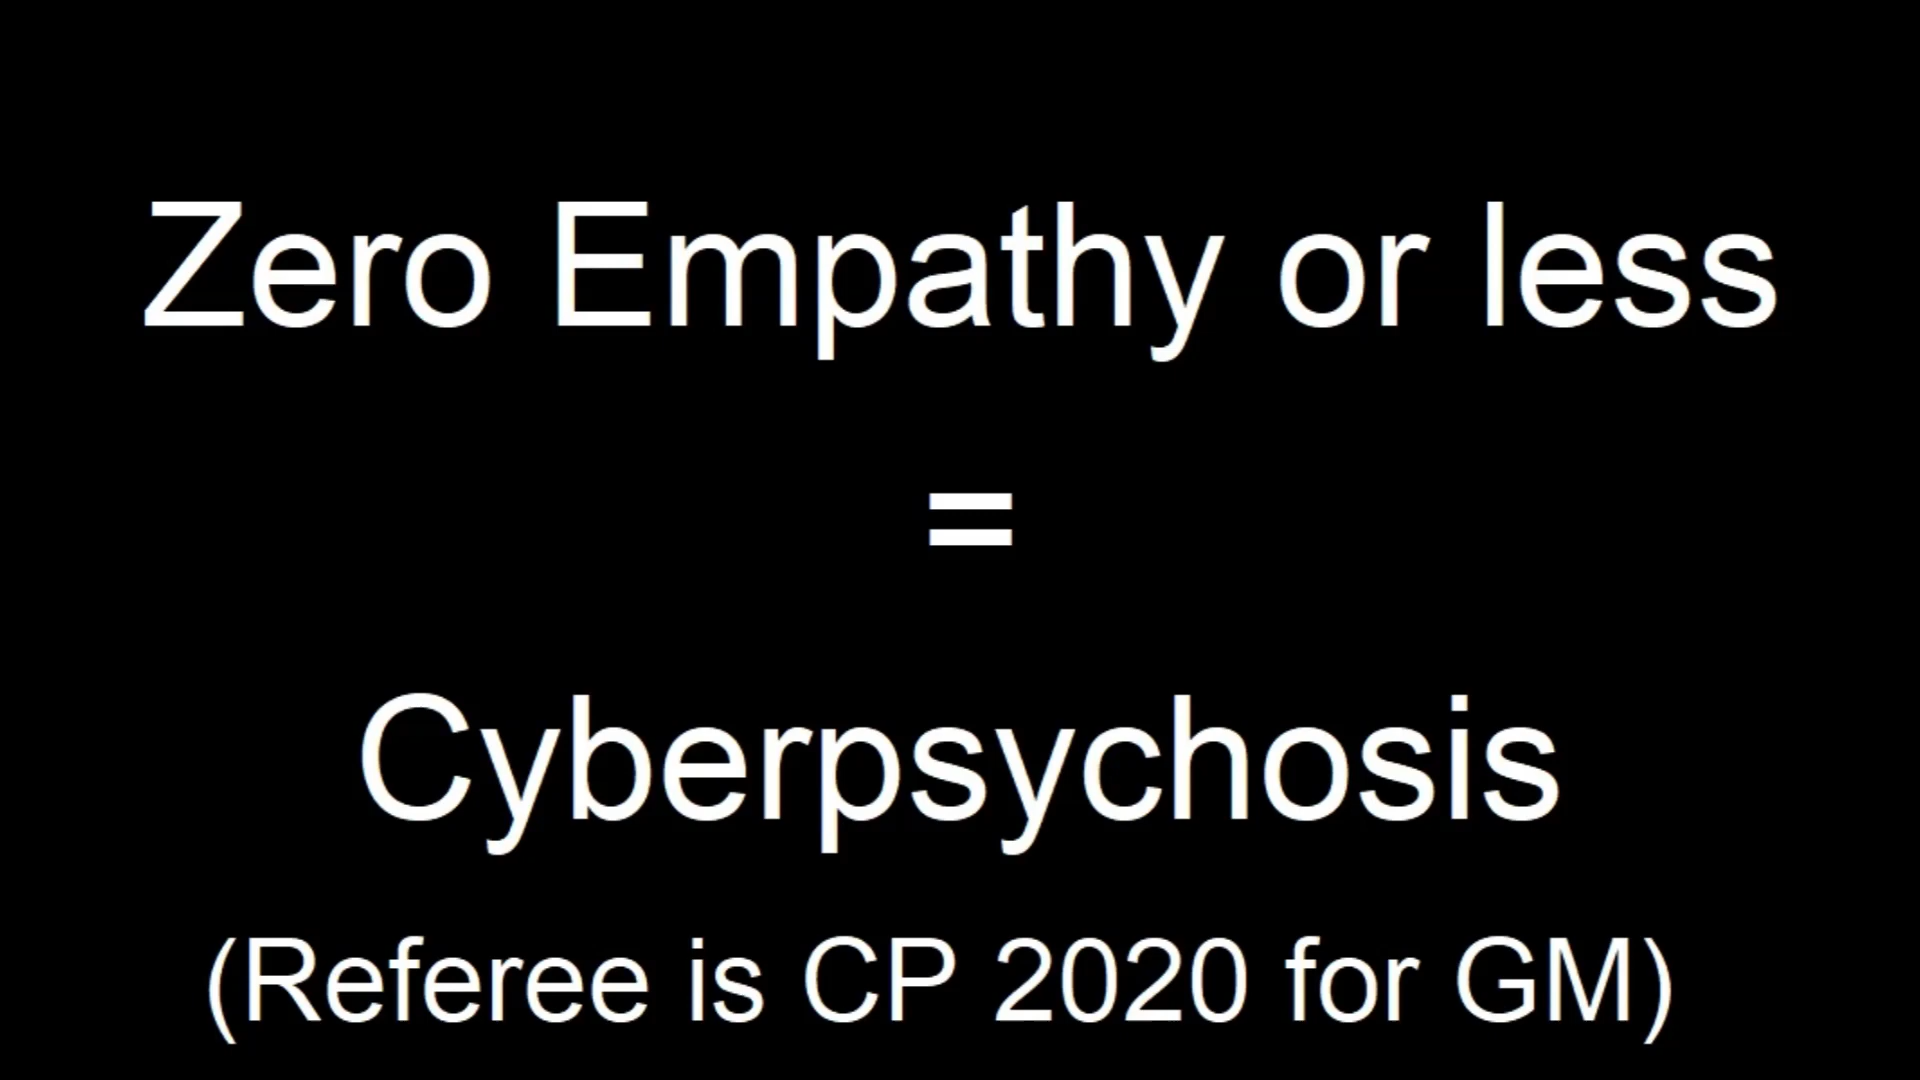 Zero Empathy or less
=
Cyberpsychosis
(Referee is CP 2020 for GM)